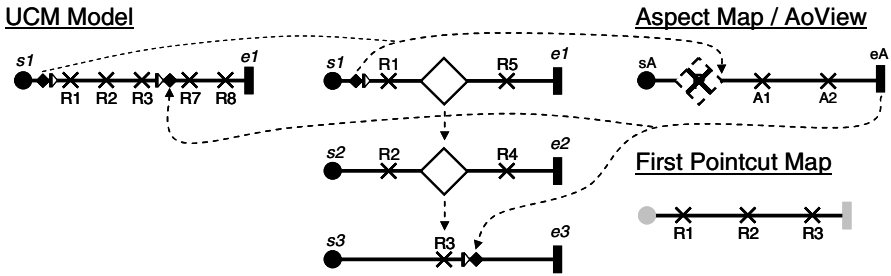 UCM Model
Aspect Map / AoView
s1 e1
R1 R2 R3 R7 R8
s1 R1 R5 e1
sA eA
A1 A2
s2 R2 R4 e2
First Pointcut Map
R1 R2 R3
s3 R3 e3